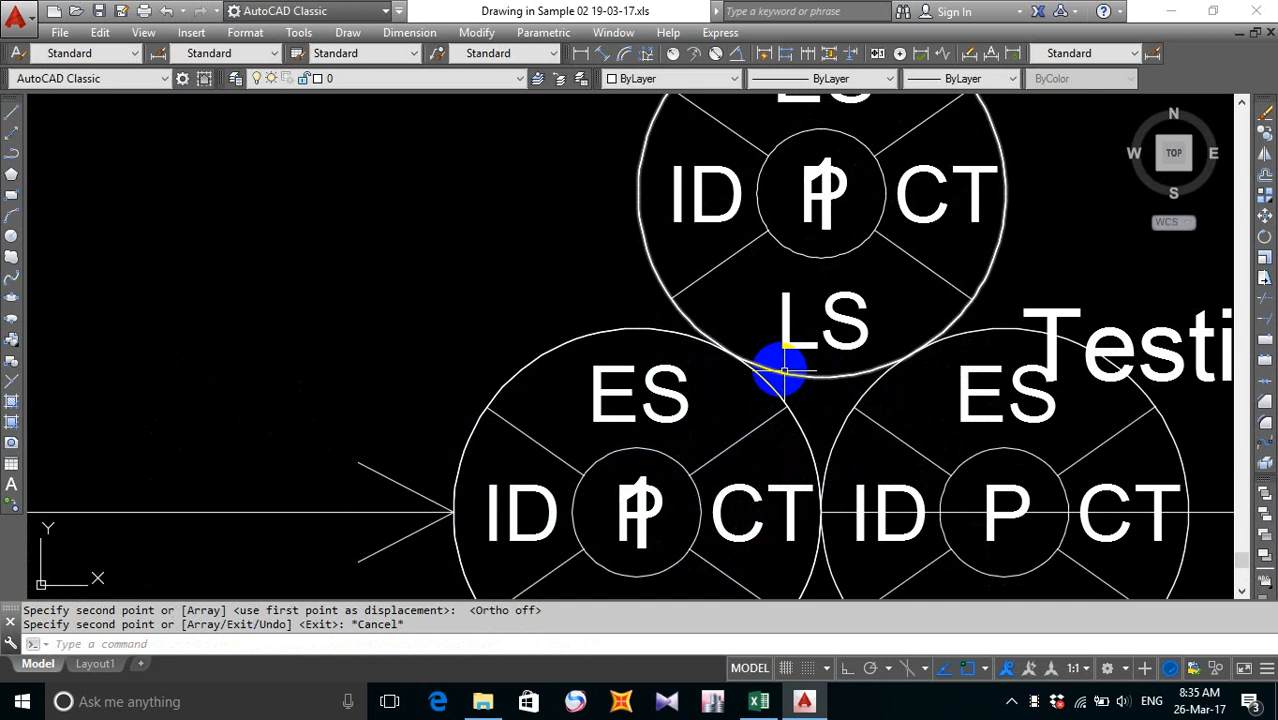 AutoCAD Classic
Drawing in Sample 02 19-03-17.xls
Type a keyword or phrase
Sign In
File Edit View Insert Format Tools Draw Dimension Modify Parametric Window Help Express
Standard Standard Standard Standard Standard
AutoCAD Classic 0 ByLayer ByLayer ByLayer ByColor
N
W TOP E
S
WCS
ID CT
LS
Testi
ES ES
ID CT ID P CT
Y
X
Specify second point or [Array] <use first point as displacement>: <Ortho off>
Specify second point or [Array/Exit/Undo] <Exit>: *Cancel*
Type a command
Model Layout1 +
MODEL 1:1
Ask me anything
ENG
8:35 AM
26-Mar-17
3